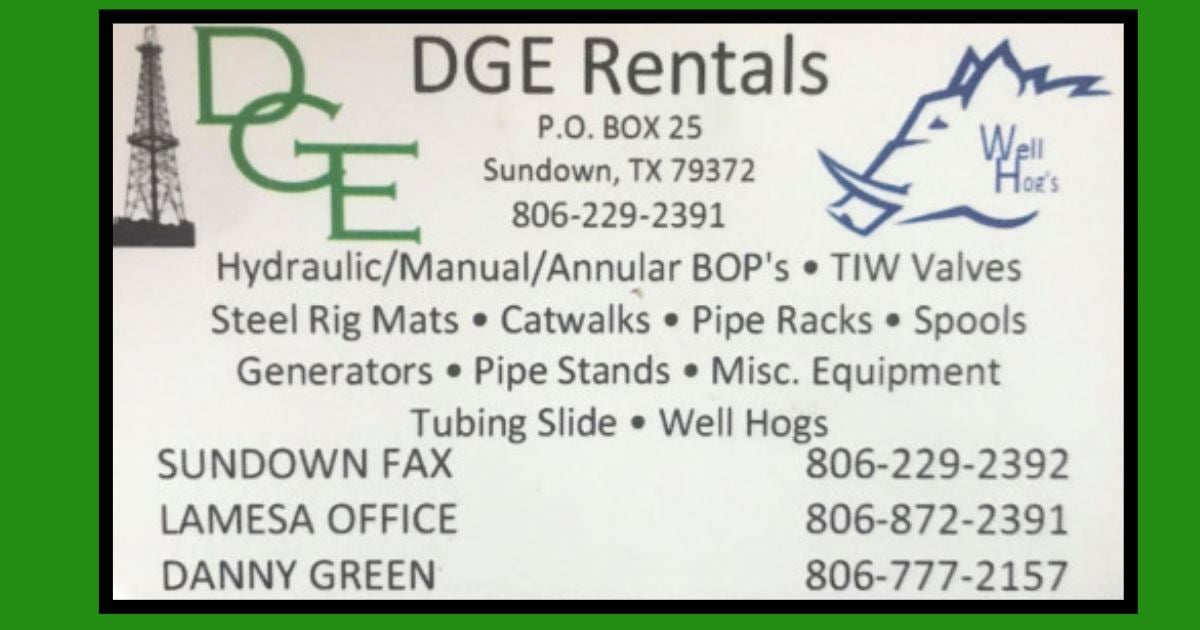 DGE
DGE Rentals
P.O. BOX 25
Sundown, TX 79372
806-229-2391
Well
Hog's
Hydraulic/Manual/Annular BOP's • TIW Valves
Steel Rig Mats • Catwalks • Pipe Racks • Spools
Generators • Pipe Stands • Misc. Equipment
Tubing Slide • Well Hogs
SUNDOWN FAX 806-229-2392
LAMESA OFFICE 806-872-2391
DANNY GREEN 806-777-2157